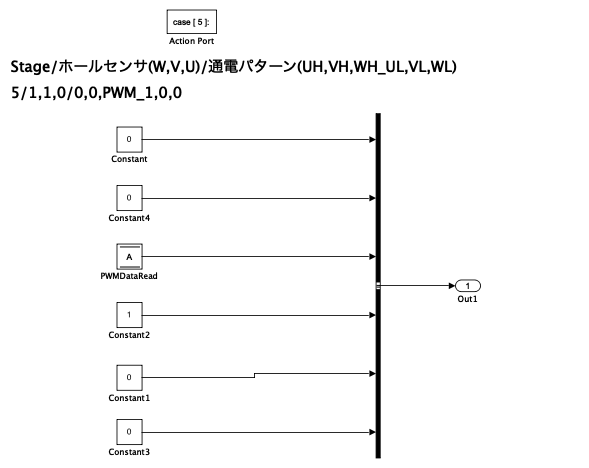 case [ 5 ]:
Action Port
Stage/ホールセンサ(W,V,U)/通電パターン(UH,VH,WH_UL,VL,WL)
5/1,1,0/0,0,PWM_1,0,0
0
Constant
0
Constant4
A
PWMDataRead
1
Out1
1
Constant2
0
Constant1
0
Constant3